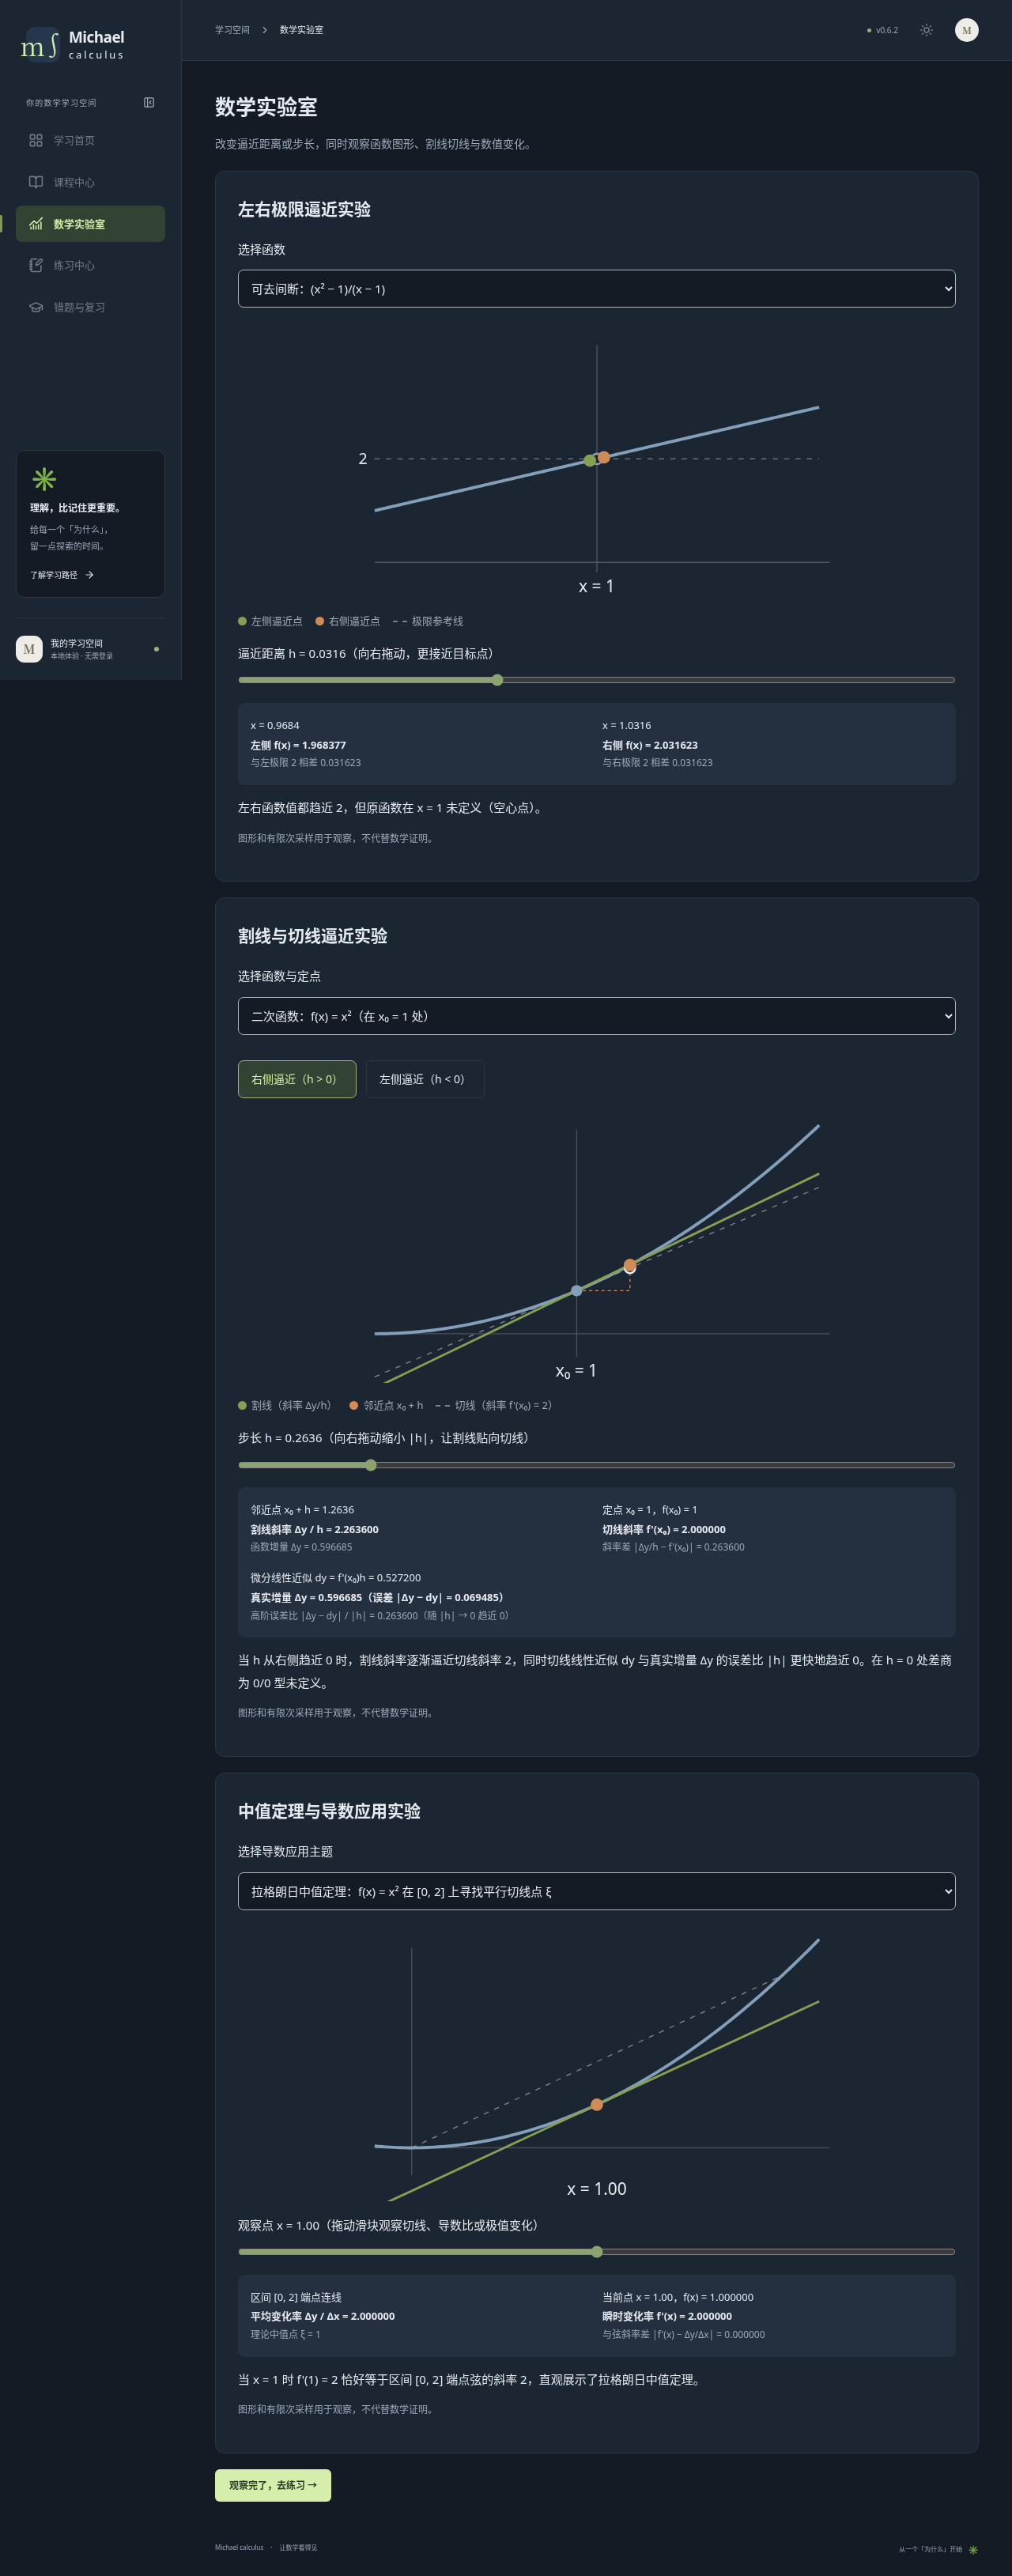 m∫ Michael
calculus
你的数学学习空间
学习首页
课程中心
数学实验室
练习中心
错题与复习
理解，比记住更重要。
给每一个「为什么」，
留一点探索的时间。
了解学习路径 →
M 我的学习空间
本地体验 · 无需登录
学习空间 > 数学实验室
v0.6.2
M
数学实验室
改变逼近距离或步长，同时观察函数图形、割线切线与数值变化。
左右极限逼近实验
选择函数
可去间断：(x² − 1)/(x − 1)
2
x = 1
左侧逼近点 右侧逼近点 极限参考线
逼近距离 h = 0.0316（向右拖动，更接近目标点）
x = 0.9684
左侧 f(x) = 1.968377
与左极限 2 相差 0.031623
x = 1.0316
右侧 f(x) = 2.031623
与右极限 2 相差 0.031623
左右函数值都趋近 2，但原函数在 x = 1 未定义（空心点）。
图形和有限次采样用于观察，不代替数学证明。
割线与切线逼近实验
选择函数与定点
二次函数：f(x) = x²（在 x₀ = 1 处）
右侧逼近（h > 0） 左侧逼近（h < 0）
x₀ = 1
割线（斜率 Δy/h） 邻近点 x₀ + h 切线（斜率 f'(x₀) = 2）
步长 h = 0.2636（向右拖动缩小 |h|，让割线贴向切线）
邻近点 x₀ + h = 1.2636
割线斜率 Δy / h = 2.263600
函数增量 Δy = 0.596685
定点 x₀ = 1，f(x₀) = 1
切线斜率 f'(x₀) = 2.000000
斜率差 |Δy/h − f'(x₀)| = 0.263600
微分线性近似 dy = f'(x₀)h = 0.527200
真实增量 Δy = 0.596685（误差 |Δy − dy| = 0.069485）
高阶误差比 |Δy − dy| / |h| = 0.263600（随 |h| → 0 趋近 0）
当 h 从右侧趋近 0 时，割线斜率逐渐逼近切线斜率 2，同时切线线性近似 dy 与真实增量 Δy 的误差比 |h| 更快地趋近 0。在 h = 0 处差商
为 0/0 型未定义。
图形和有限次采样用于观察，不代替数学证明。
中值定理与导数应用实验
选择导数应用主题
拉格朗日中值定理：f(x) = x² 在 [0, 2] 上寻找平行切线点 ξ
x = 1.00
观察点 x = 1.00（拖动滑块观察切线、导数比或极值变化）
区间 [0, 2] 端点连线
平均变化率 Δy / Δx = 2.000000
理论中值点 ξ = 1
当前点 x = 1.00，f(x) = 1.000000
瞬时变化率 f'(x) = 2.000000
与弦斜率差 |f'(x) − Δy/Δx| = 0.000000
当 x = 1 时 f'(1) = 2 恰好等于区间 [0, 2] 端点弦的斜率 2，直观展示了拉格朗日中值定理。
图形和有限次采样用于观察，不代替数学证明。
观察完了，去练习 →
Michael calculus · 让数学看得见
从一个「为什么」开始